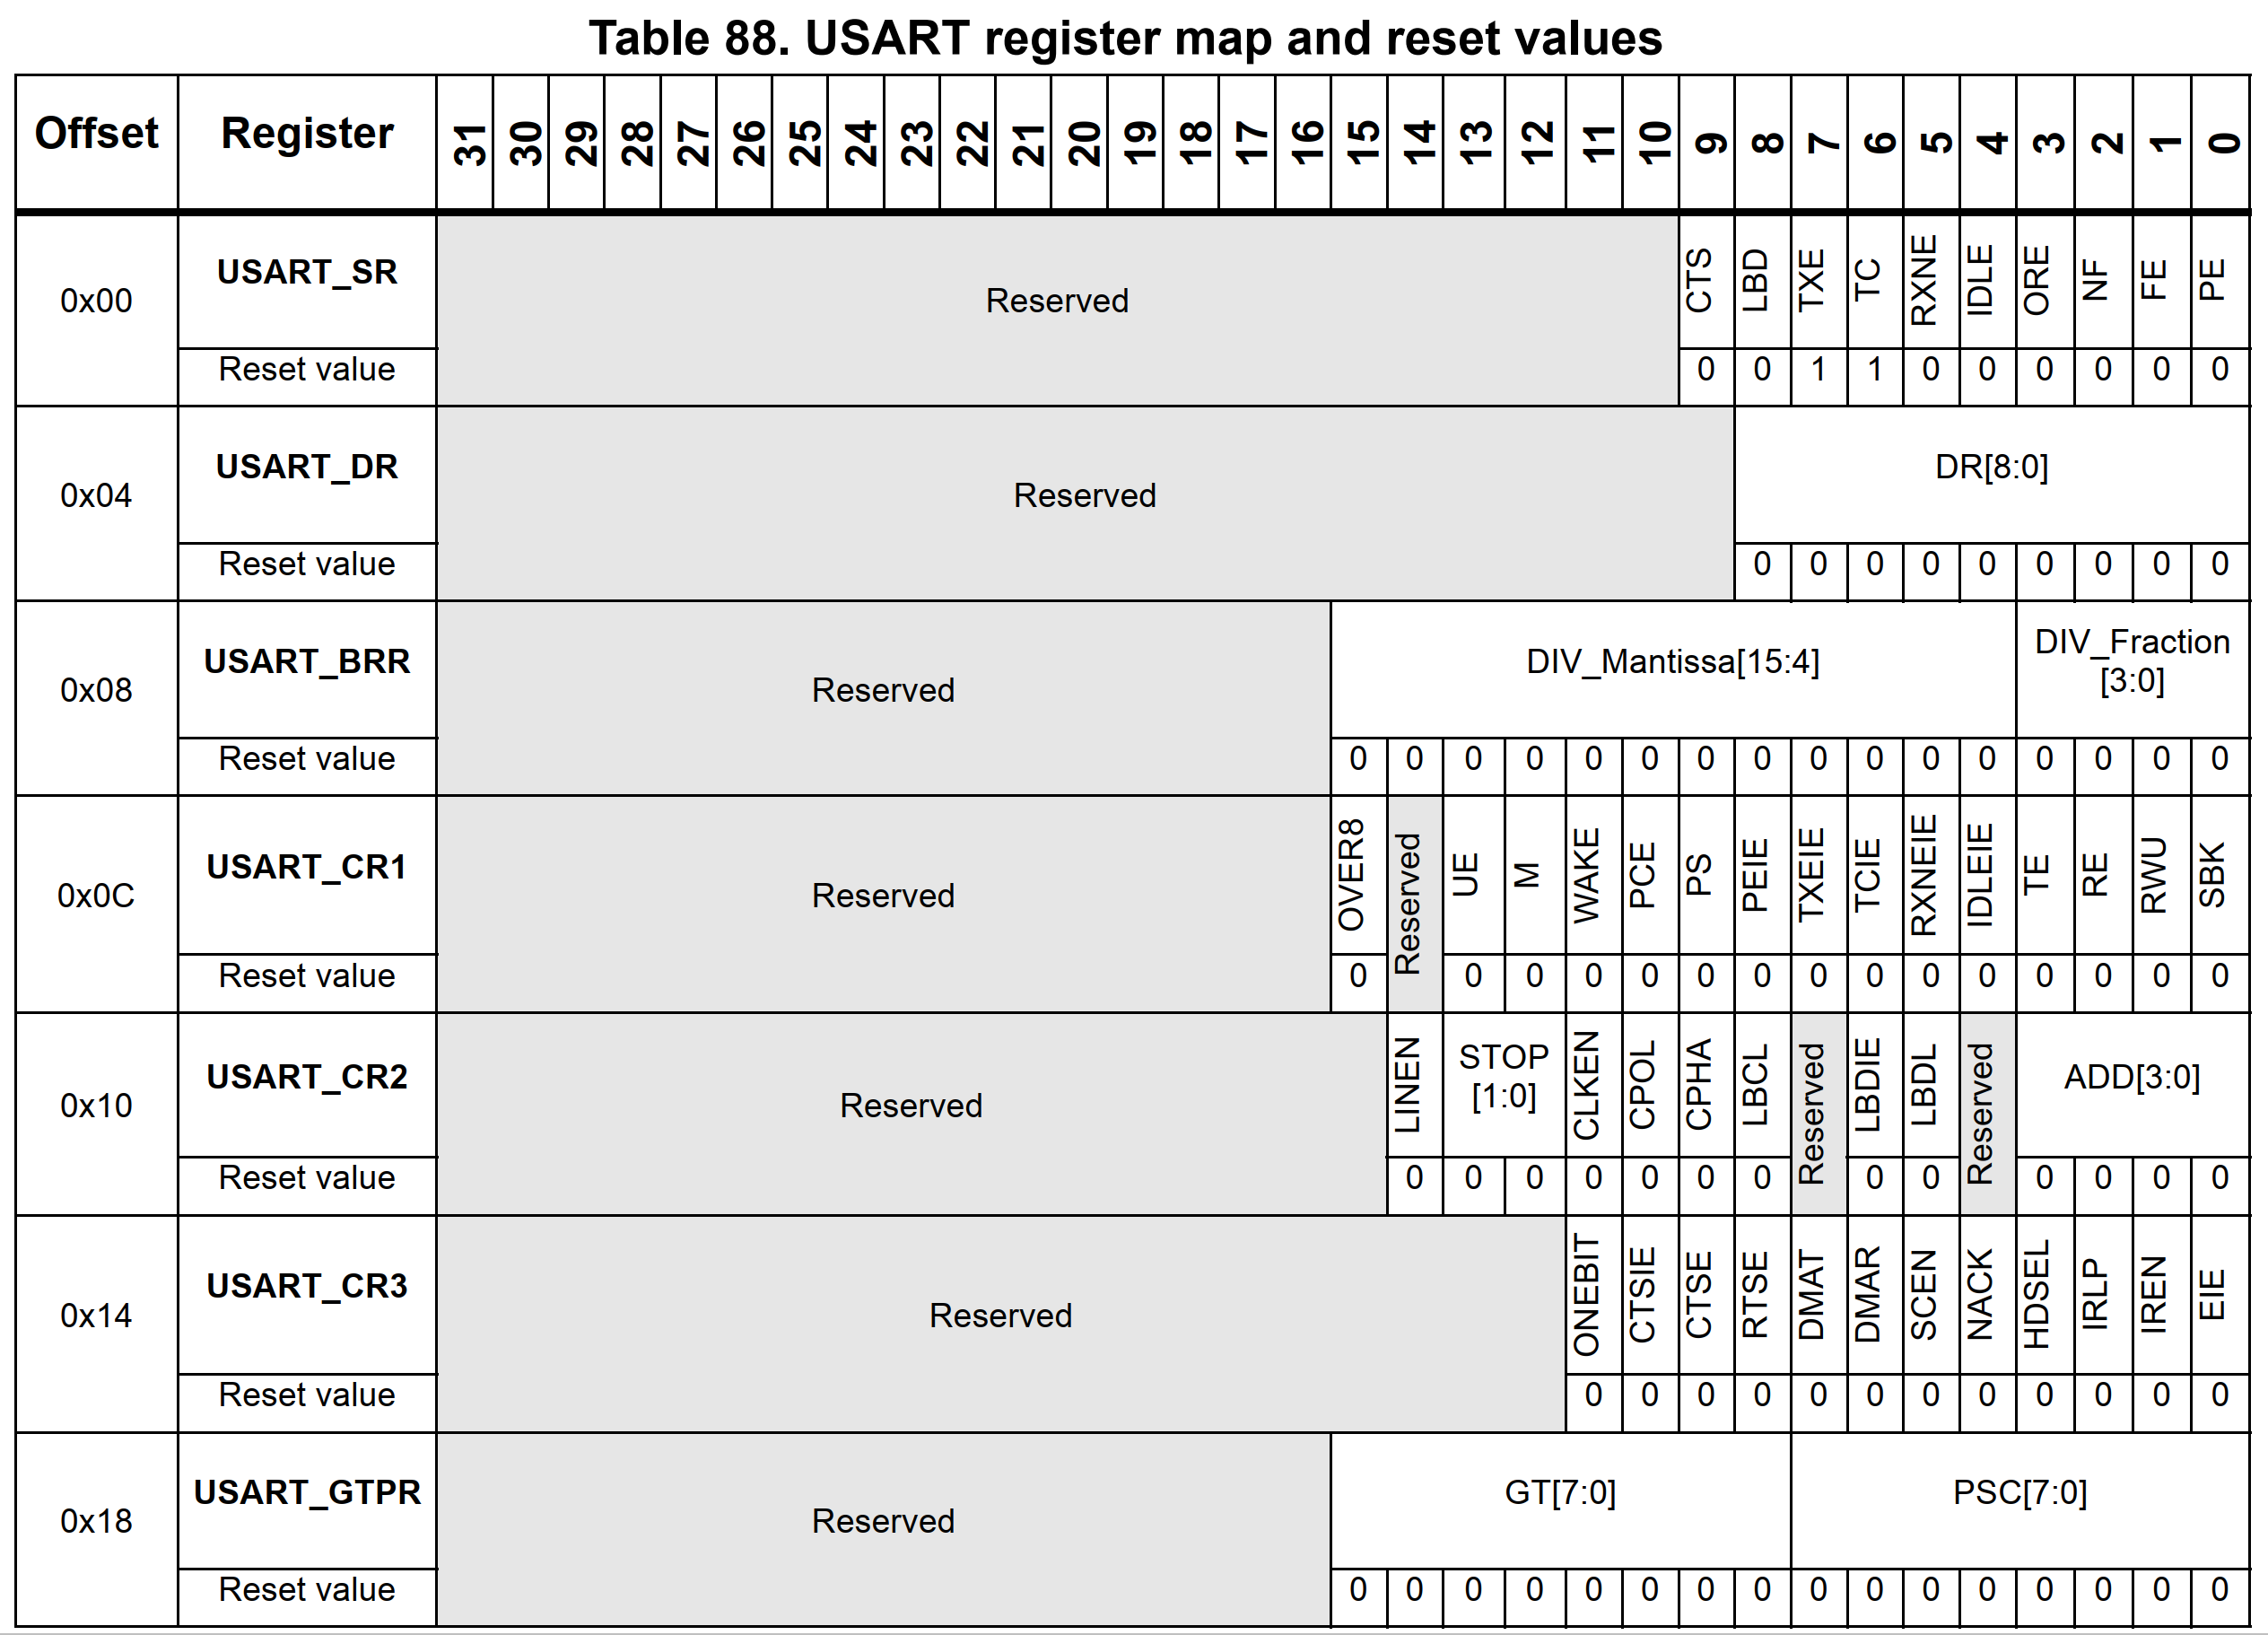 Table 88. USART register map and reset values
Offset Register 31 30 29 28 27 26 25 24 23 22 21 20 19 18 17 16 15 14 13 12 11 10 9 8 7 6 5 4 3 2 1 0
0x00 USART_SR Reserved CTS LBD TXE TC RXNE IDLE ORE NF FE PE
Reset value 0 0 1 1 0 0 0 0 0 0
0x04 USART_DR Reserved DR[8:0]
Reset value 0 0 0 0 0 0 0 0 0
0x08 USART_BRR Reserved DIV_Mantissa[15:4] DIV_Fraction
[3:0]
Reset value 0 0 0 0 0 0 0 0 0 0 0 0 0 0 0 0
0x0C USART_CR1 Reserved OVER8 Reserved UE M WAKE PCE PS PEIE TXEIE TCIE RXNEIE IDLEIE TE RE RWU SBK
Reset value 0 0 0 0 0 0 0 0 0 0 0 0 0 0 0
0x10 USART_CR2 Reserved LINEN STOP
[1:0] CLKEN CPOL CPHA LBCL Reserved LBDIE LBDL Reserved ADD[3:0]
Reset value 0 0 0 0 0 0 0 0 0 0 0 0 0
0x14 USART_CR3 Reserved ONEBIT CTSIE CTSE RTSE DMAT DMAR SCEN NACK HDSEL IRLP IREN EIE
Reset value 0 0 0 0 0 0 0 0 0 0 0 0
0x18 USART_GTPR Reserved GT[7:0] PSC[7:0]
Reset value 0 0 0 0 0 0 0 0 0 0 0 0 0 0 0 0